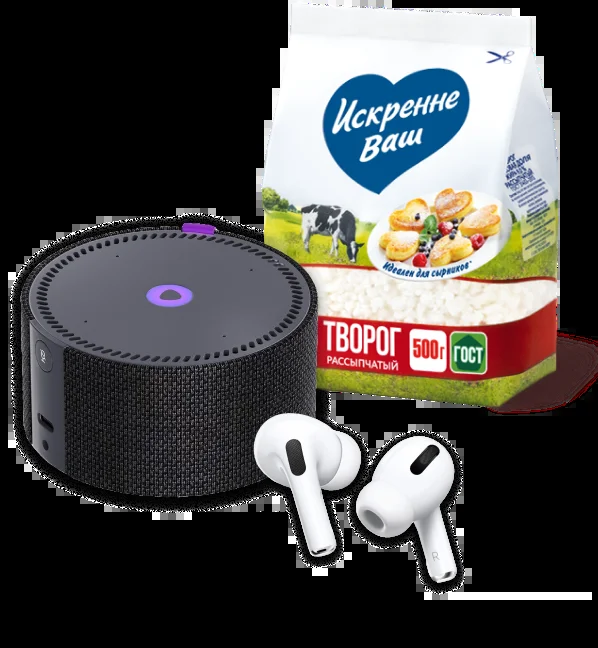 Искренне
Ваш
Идеален для сырников*
ТВОРОГ
РАССЫПЧАТЫЙ
500г
ГОСТ
R